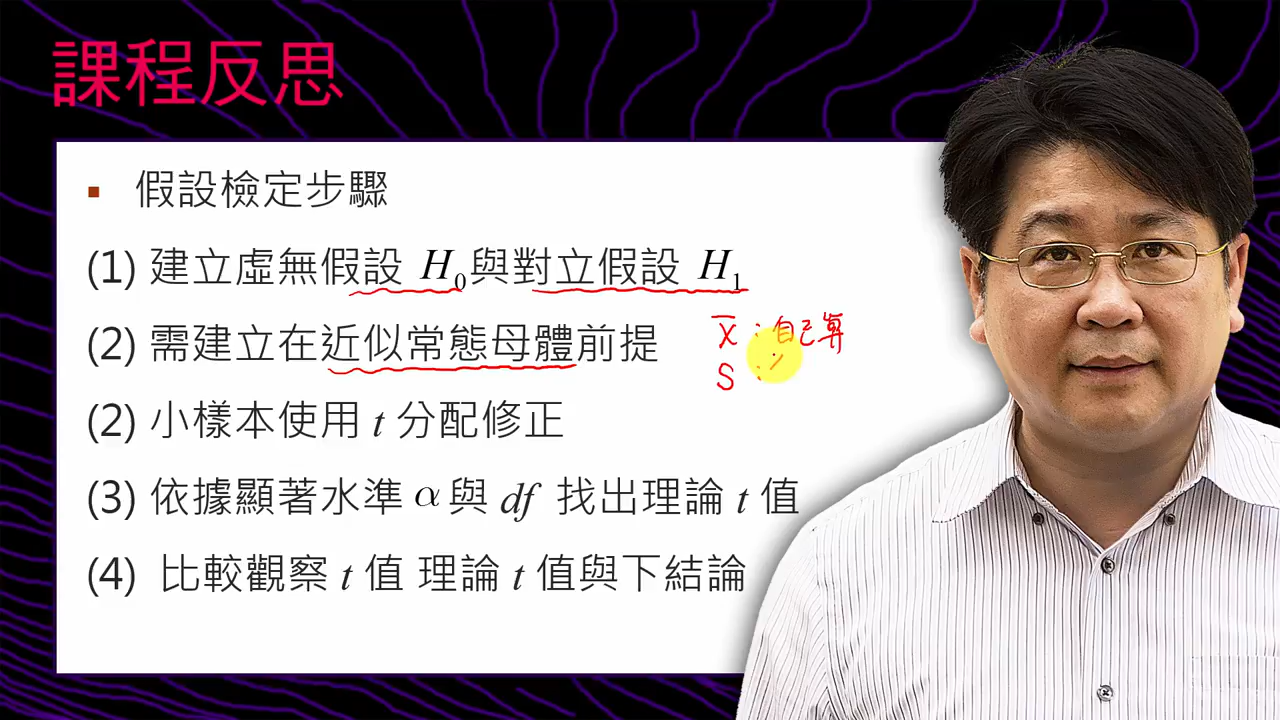 課程反思
▪ 假設檢定步驟
(1) 建立虛無假設 H₀與對立假設 H₁
(2) 需建立在近似常態母體前提
X̄ : 自己算
S : 〃
(2) 小樣本使用 t 分配修正
(3) 依據顯著水準 α 與 df 找出理論 t 值
(4) 比較觀察 t 值 理論 t 值與下結論